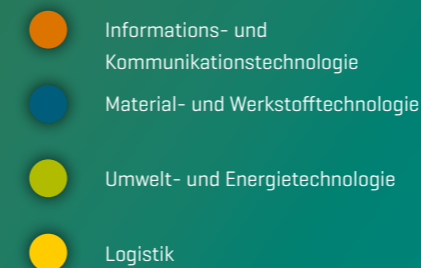 Informations- und
Kommunikationstechnologie
Material- und Werkstofftechnologie
Umwelt- und Energietechnologie
Logistik